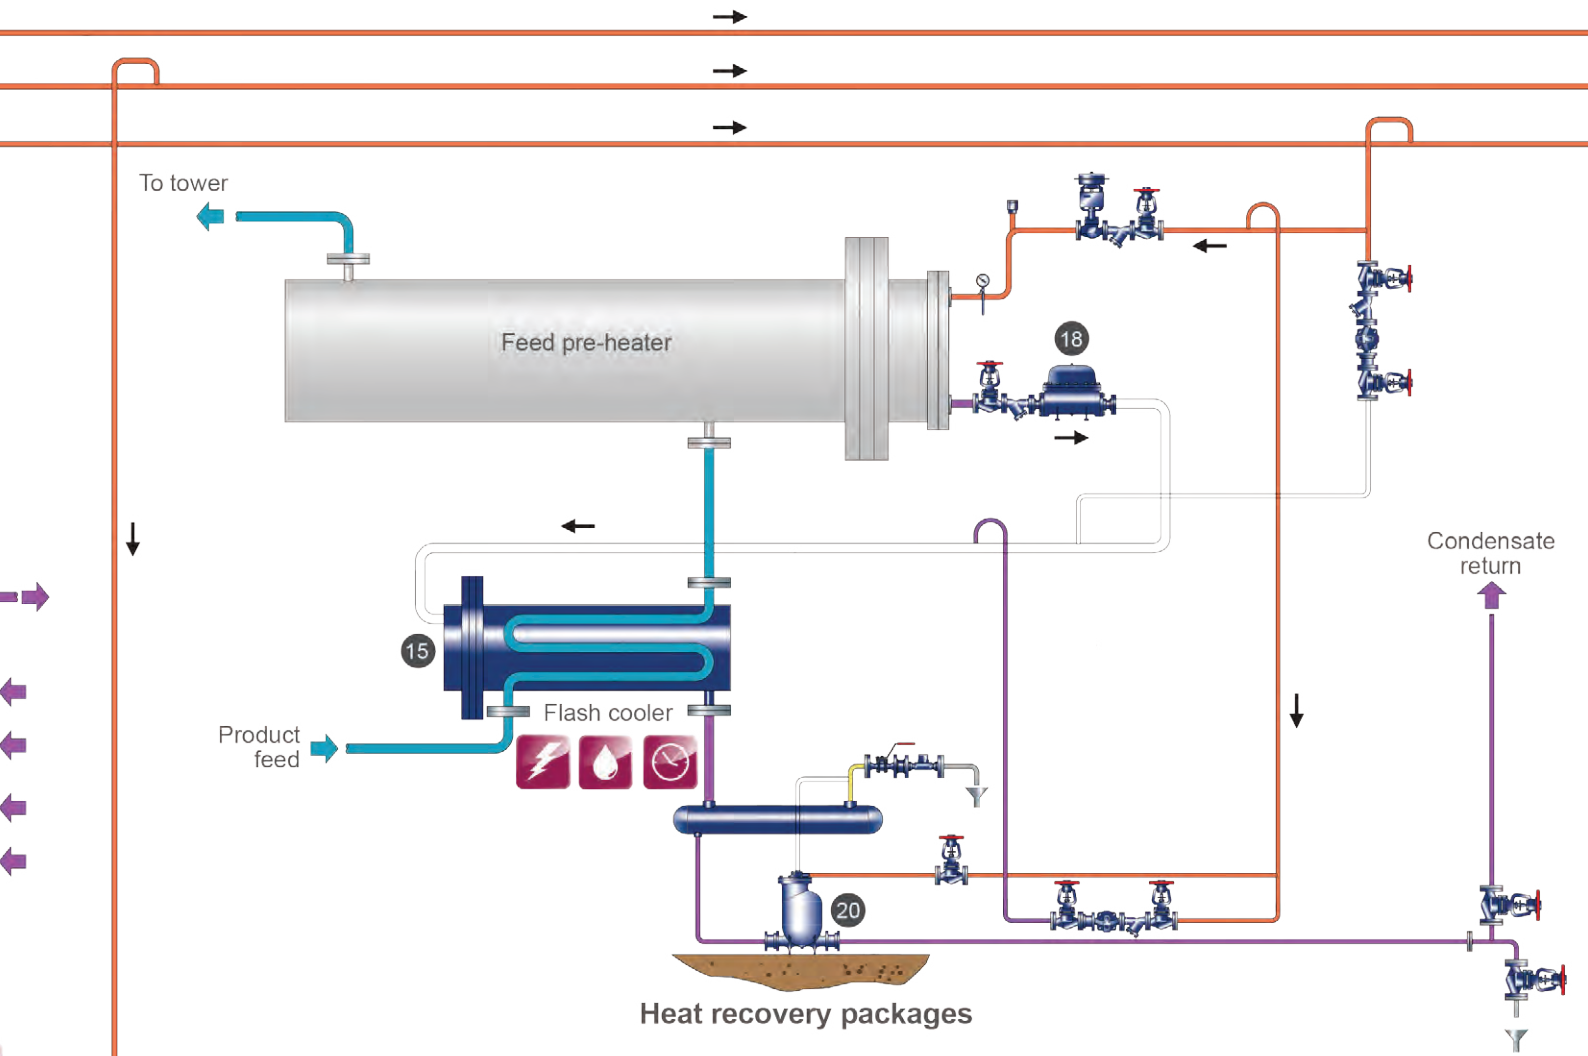 To tower
Feed pre-heater
18
Condensate
return
15
Flash cooler
Product
feed
20
Heat recovery packages